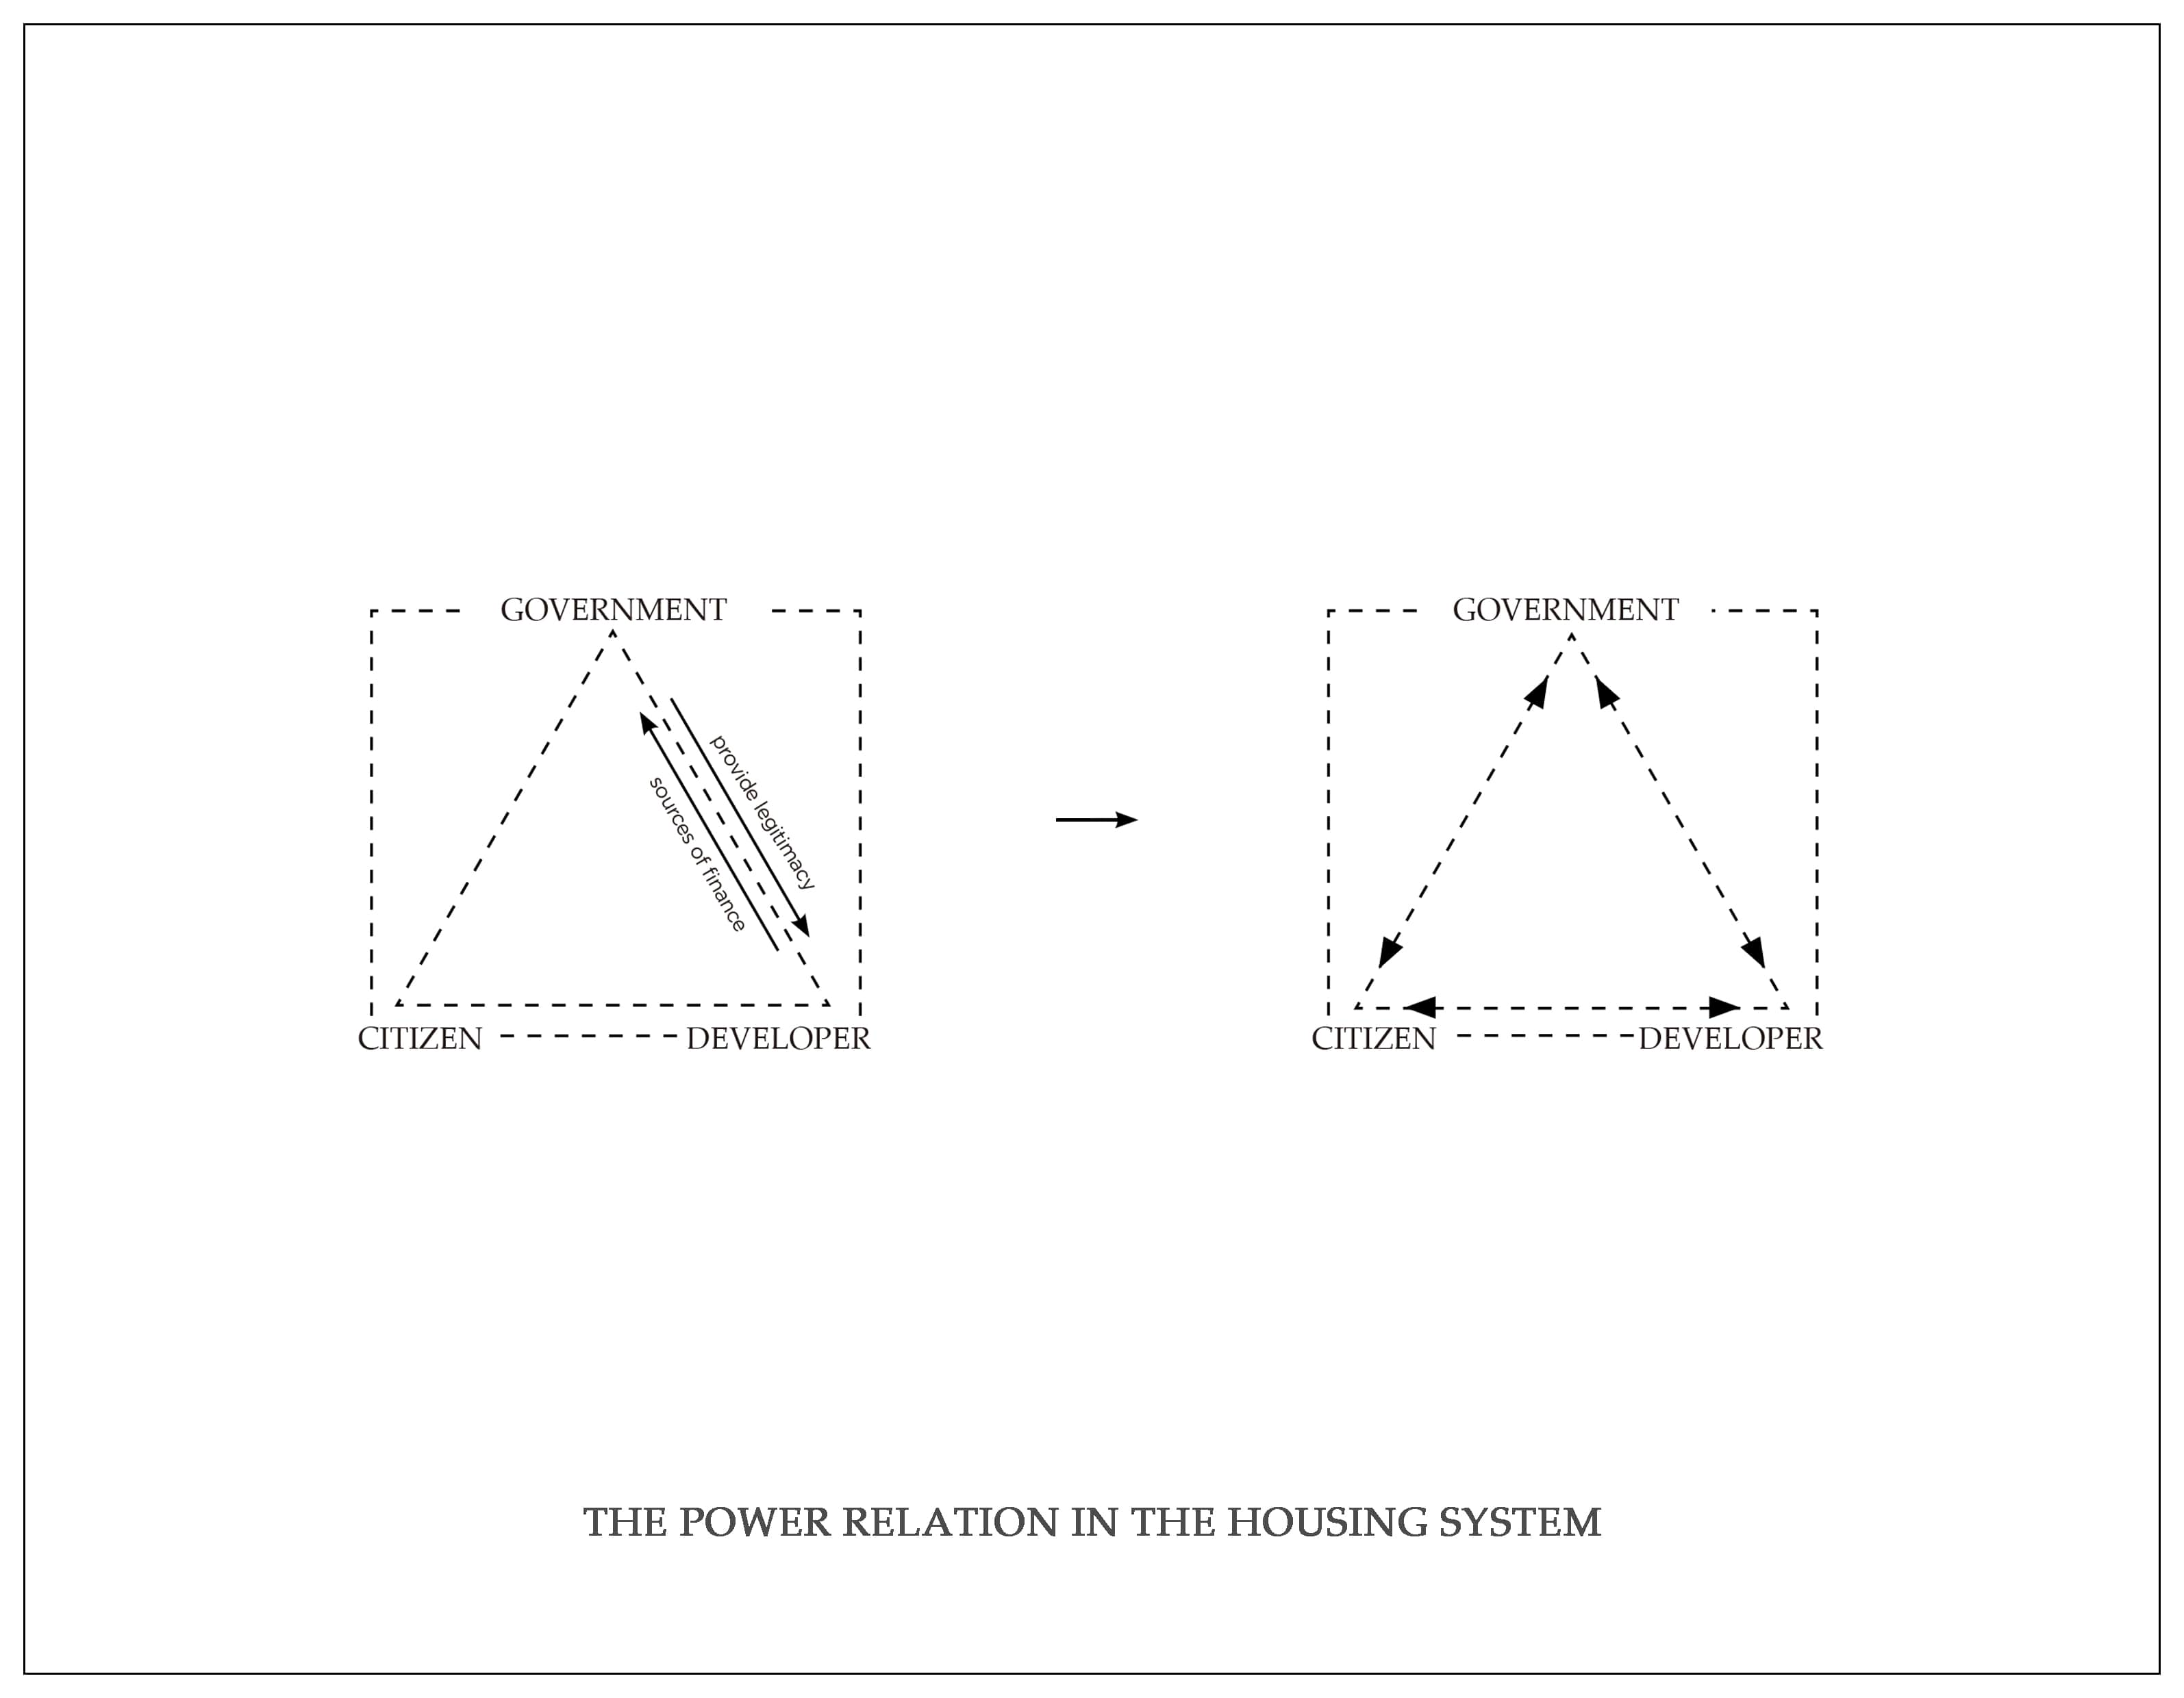 GOVERNMENT
provide legitimacy
sources of finance
CITIZEN
DEVELOPER
GOVERNMENT
CITIZEN
DEVELOPER
THE POWER RELATION IN THE HOUSING SYSTEM